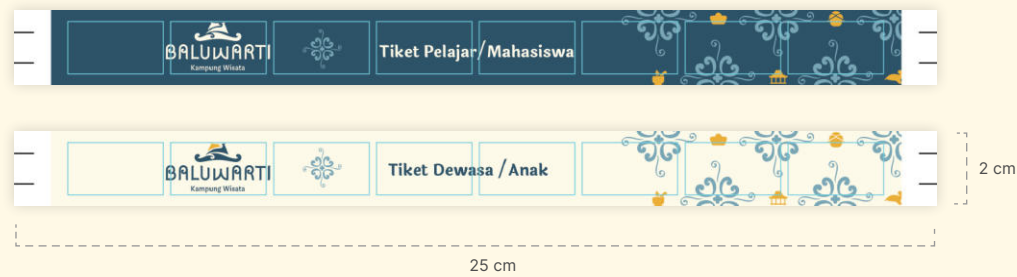 BALUWARTI
Kampung Wisata
Tiket Pelajar/Mahasiswa
BALUWARTI
Kampung Wisata
Tiket Dewasa /Anak
2 cm
25 cm